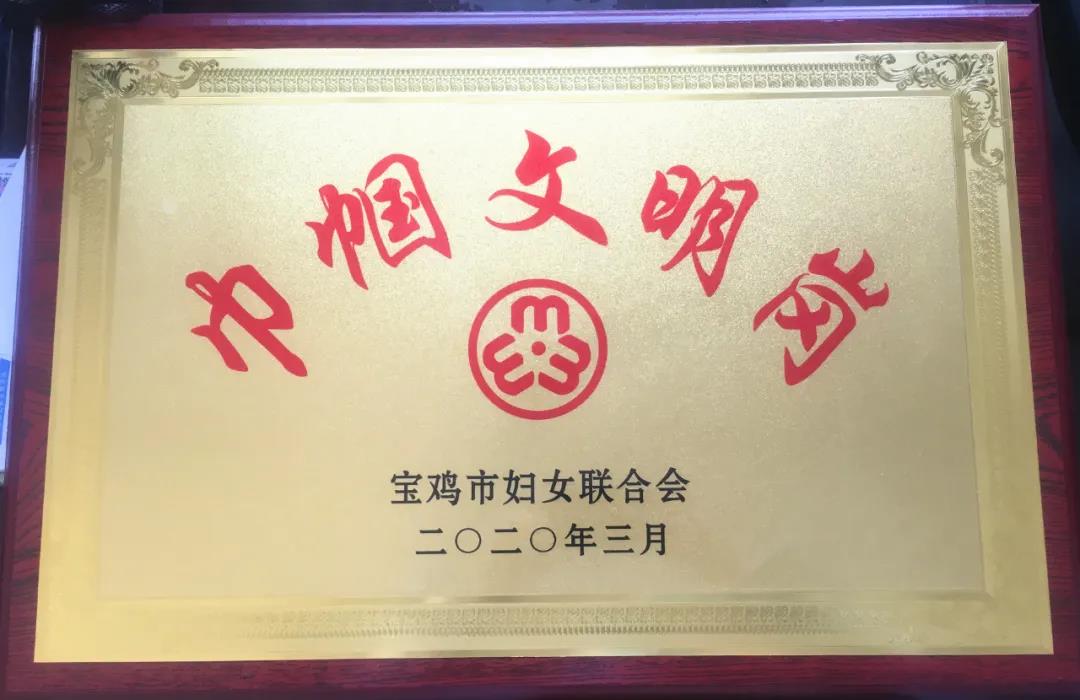 巾帼文明岗
宝鸡市妇女联合会
二〇二〇年三月